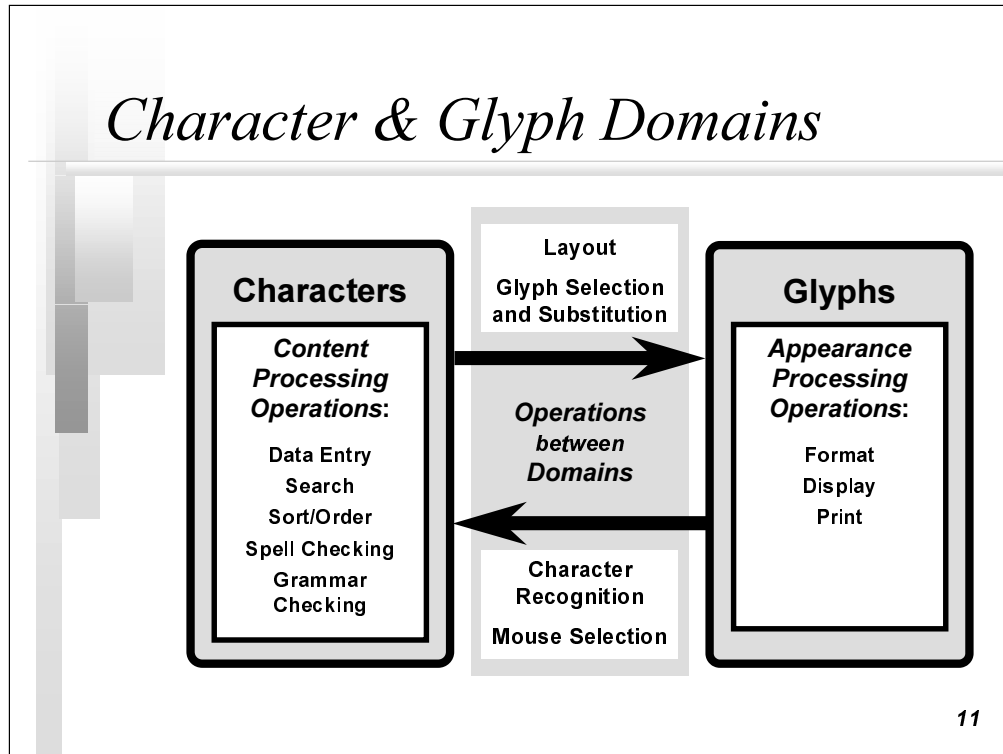 Character & Glyph Domains
Characters
Content
Processing
Operations:
Data Entry
Search
Sort/Order
Spell Checking
Grammar
Checking
Layout
Glyph Selection
and Substitution
Operations
between
Domains
Character
Recognition
Mouse Selection
Glyphs
Appearance
Processing
Operations:
Format
Display
Print
11